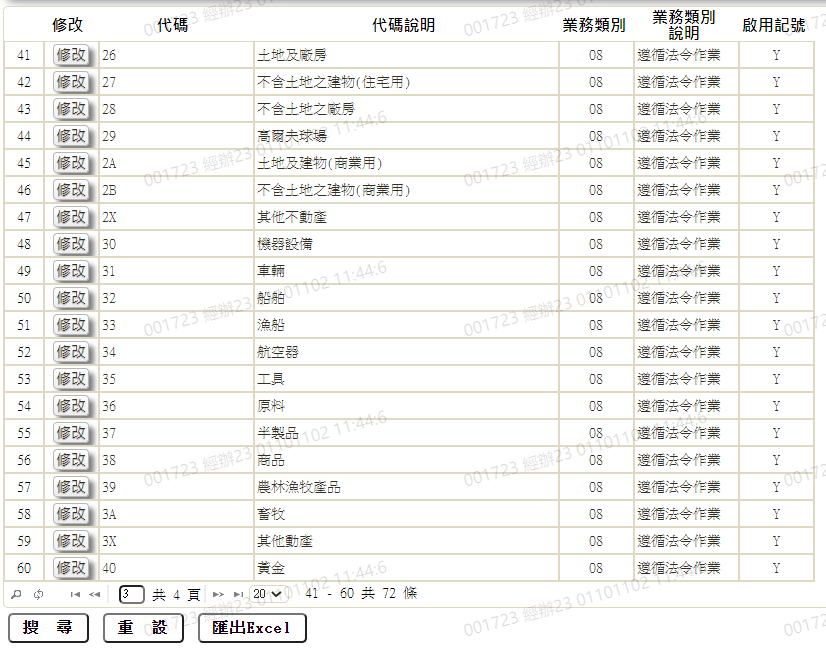 修改 代碼 代碼說明 業務類別 業務類別說明 啟用記號
41 修改 26 土地及廠房 08 遵循法令作業 Y
42 修改 27 不含土地之建物(住宅用) 08 遵循法令作業 Y
43 修改 28 不含土地之廠房 08 遵循法令作業 Y
44 修改 29 高爾夫球場 08 遵循法令作業 Y
45 修改 2A 土地及建物(商業用) 08 遵循法令作業 Y
46 修改 2B 不含土地之建物(商業用) 08 遵循法令作業 Y
47 修改 2X 其他不動產 08 遵循法令作業 Y
48 修改 30 機器設備 08 遵循法令作業 Y
49 修改 31 車輛 08 遵循法令作業 Y
50 修改 32 船舶 08 遵循法令作業 Y
51 修改 33 漁船 08 遵循法令作業 Y
52 修改 34 航空器 08 遵循法令作業 Y
53 修改 35 工具 08 遵循法令作業 Y
54 修改 36 原料 08 遵循法令作業 Y
55 修改 37 半製品 08 遵循法令作業 Y
56 修改 38 商品 08 遵循法令作業 Y
57 修改 39 農林漁牧產品 08 遵循法令作業 Y
58 修改 3A 畜牧 08 遵循法令作業 Y
59 修改 3X 其他動產 08 遵循法令作業 Y
60 修改 40 黃金 08 遵循法令作業 Y
3 共 4 頁 20 41 - 60 共 72 條
搜 尋 重 設 匯出Excel
001723 經辦23 01101102 11:44:6